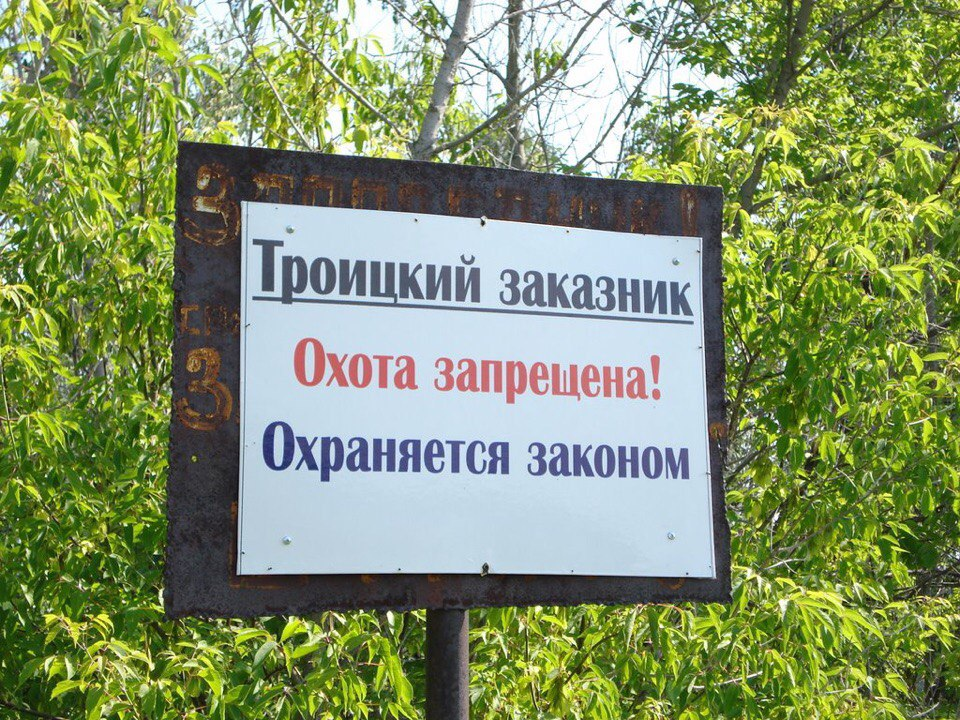 Троицкий заказник
Охота запрещена!
Охраняется законом